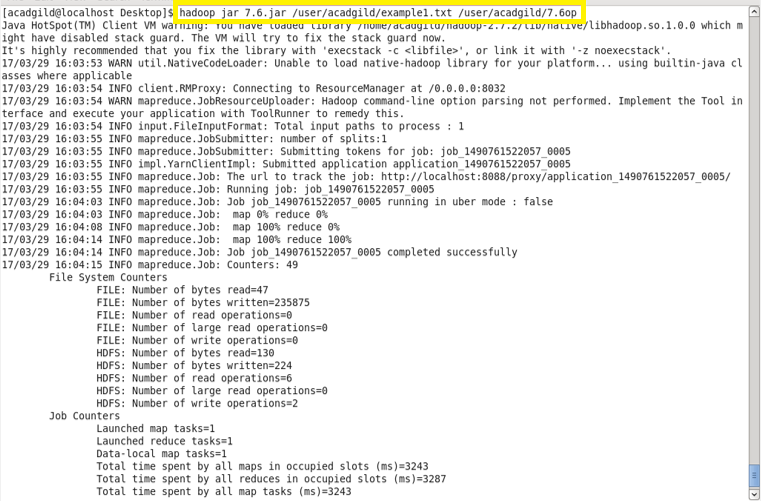 [acadgild@localhost Desktop]$ hadoop jar 7.6.jar /user/acadgild/example1.txt /user/acadgild/7.6op
Java HotSpot(TM) Client VM warning: You have loaded library /home/acadgild/hadoop-2.7.2/lib/native/libhadoop.so.1.0.0 which m
ight have disabled stack guard. The VM will try to fix the stack guard now.
It's highly recommended that you fix the library with 'execstack -c <libfile>', or link it with '-z noexecstack'.
17/03/29 16:03:53 WARN util.NativeCodeLoader: Unable to load native-hadoop library for your platform... using builtin-java cl
asses where applicable
17/03/29 16:03:54 INFO client.RMProxy: Connecting to ResourceManager at /0.0.0.0:8032
17/03/29 16:03:54 WARN mapreduce.JobResourceUploader: Hadoop command-line option parsing not performed. Implement the Tool in
terface and execute your application with ToolRunner to remedy this.
17/03/29 16:03:54 INFO input.FileInputFormat: Total input paths to process : 1
17/03/29 16:03:55 INFO mapreduce.JobSubmitter: number of splits:1
17/03/29 16:03:55 INFO mapreduce.JobSubmitter: Submitting tokens for job: job_1490761522057_0005
17/03/29 16:03:55 INFO impl.YarnClientImpl: Submitted application application_1490761522057_0005
17/03/29 16:03:55 INFO mapreduce.Job: The url to track the job: http://localhost:8088/proxy/application_1490761522057_0005/
17/03/29 16:03:55 INFO mapreduce.Job: Running job: job_1490761522057_0005
17/03/29 16:04:03 INFO mapreduce.Job: Job job_1490761522057_0005 running in uber mode : false
17/03/29 16:04:03 INFO mapreduce.Job:  map 0% reduce 0%
17/03/29 16:04:08 INFO mapreduce.Job:  map 100% reduce 0%
17/03/29 16:04:14 INFO mapreduce.Job:  map 100% reduce 100%
17/03/29 16:04:14 INFO mapreduce.Job: Job job_1490761522057_0005 completed successfully
17/03/29 16:04:15 INFO mapreduce.Job: Counters: 49
File System Counters
FILE: Number of bytes read=47
FILE: Number of bytes written=235875
FILE: Number of read operations=0
FILE: Number of large read operations=0
FILE: Number of write operations=0
HDFS: Number of bytes read=130
HDFS: Number of bytes written=224
HDFS: Number of read operations=6
HDFS: Number of large read operations=0
HDFS: Number of write operations=2
Job Counters
Launched map tasks=1
Launched reduce tasks=1
Data-local map tasks=1
Total time spent by all maps in occupied slots (ms)=3243
Total time spent by all reduces in occupied slots (ms)=3287
Total time spent by all map tasks (ms)=3243